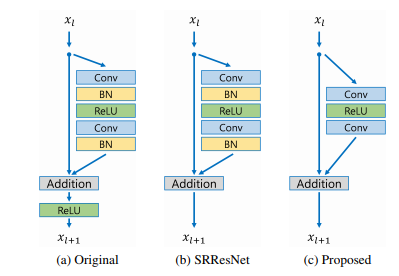 x_l x_l x_l
Conv Conv
BN BN Conv
ReLU ReLU ReLU
Conv Conv Conv
BN BN
Addition Addition Addition
ReLU
x_{l+1} x_{l+1} x_{l+1}
(a) Original (b) SRResNet (c) Proposed